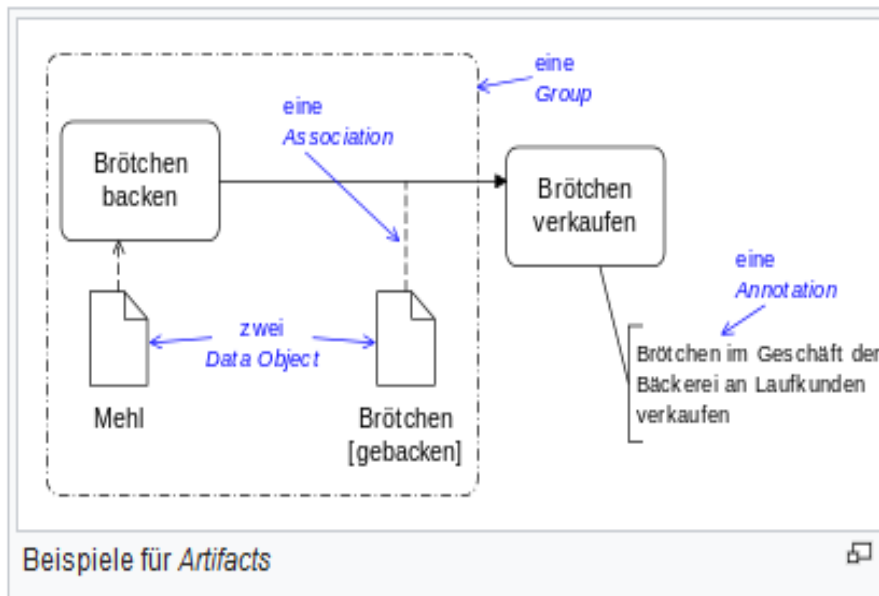 eine
Group
eine
Association
Brötchen
backen
Brötchen
verkaufen
eine
Annotation
zwei
Data Object
Brötchen im Geschäft der
Bäckerei an Laufkunden
verkaufen
Mehl
Brötchen
[gebacken]
Beispiele für Artifacts